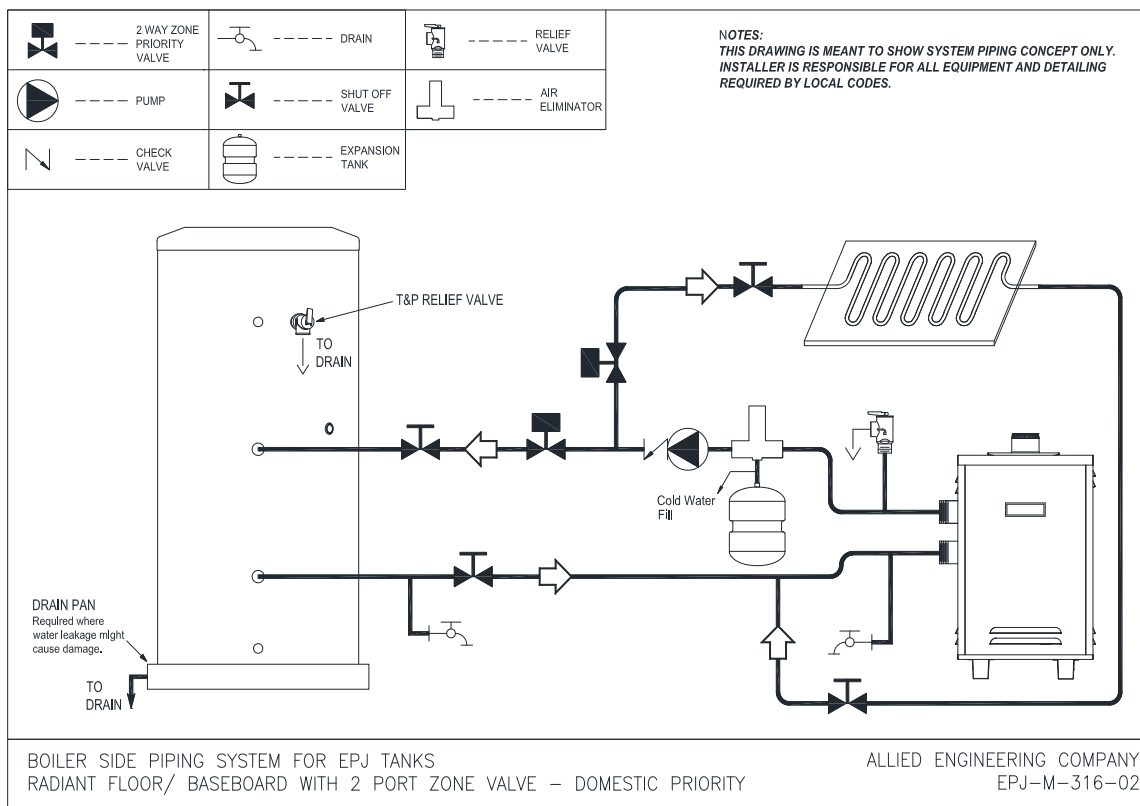 2 WAY ZONE
PRIORITY
VALVE
DRAIN
RELIEF
VALVE
PUMP
SHUT OFF
VALVE
AIR
ELIMINATOR
CHECK
VALVE
EXPANSION
TANK
NOTES:
THIS DRAWING IS MEANT TO SHOW SYSTEM PIPING CONCEPT ONLY.
INSTALLER IS RESPONSIBLE FOR ALL EQUIPMENT AND DETAILING
REQUIRED BY LOCAL CODES.
T&P RELIEF VALVE
TO
DRAIN
Cold Water
Fill
DRAIN PAN
Required where
water leakage might
cause damage.
TO
DRAIN
BOILER SIDE PIPING SYSTEM FOR EPJ TANKS
RADIANT FLOOR/ BASEBOARD WITH 2 PORT ZONE VALVE – DOMESTIC PRIORITY
ALLIED ENGINEERING COMPANY
EPJ-M-316-02